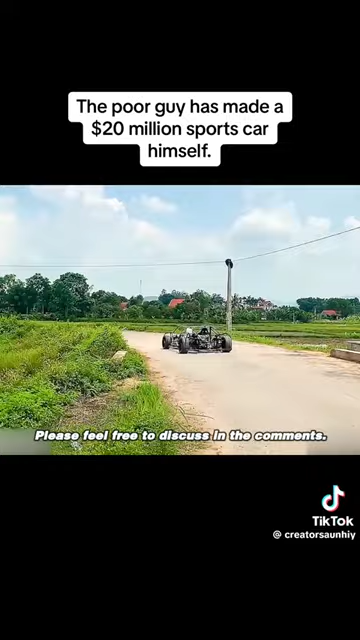 The poor guy has made a
$20 million sports car
himself.
Please feel free to discuss in the comments.
TikTok
@creatorsaunhiy